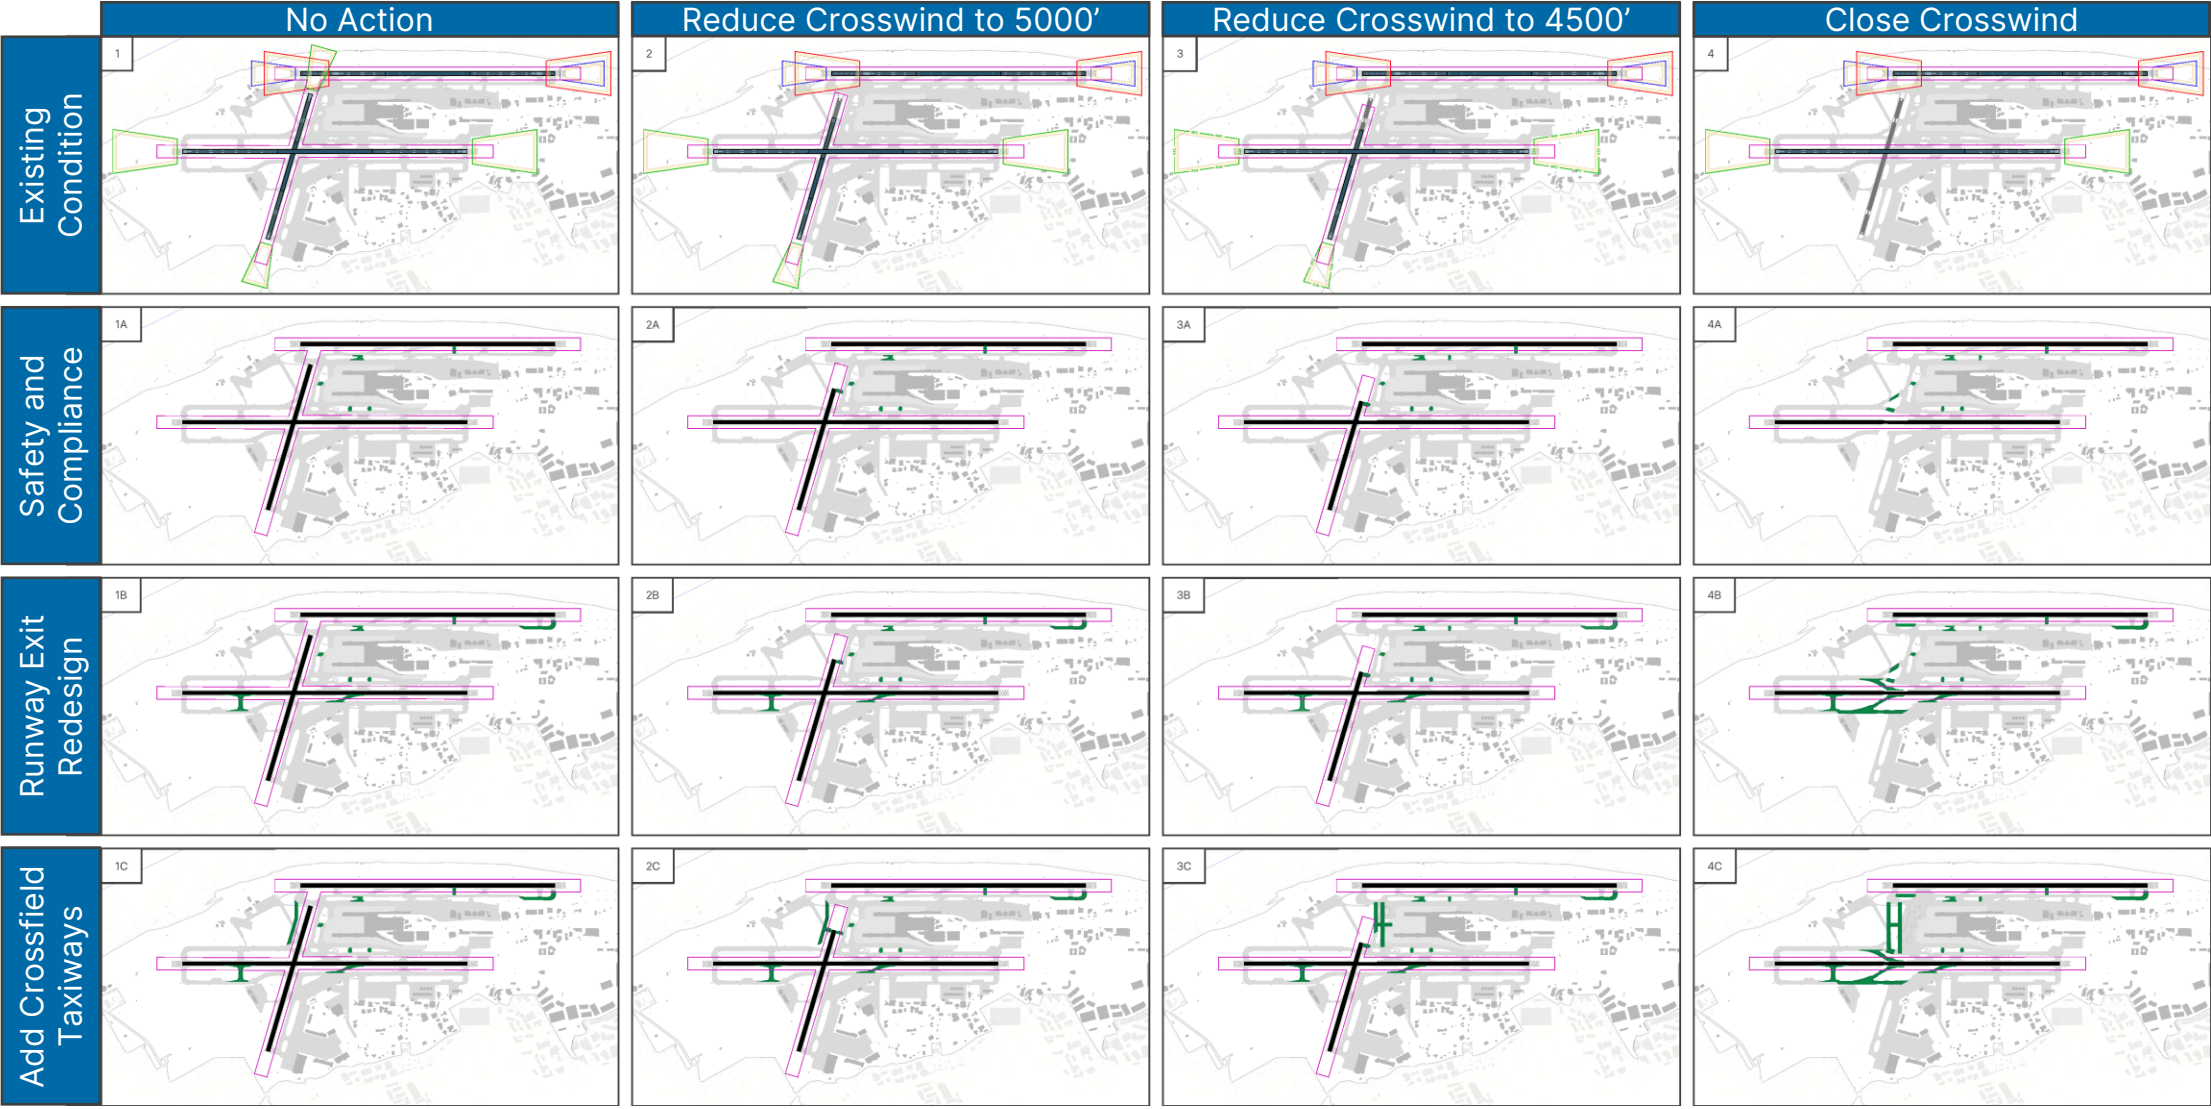 No Action
Reduce Crosswind to 5000’
Reduce Crosswind to 4500’
Close Crosswind
Existing
Condition
1
2
3
4
Safety and
Compliance
1A
2A
3A
4A
Runway Exit
Redesign
1B
2B
3B
4B
Add Crossfield
Taxiways
1C
2C
3C
4C